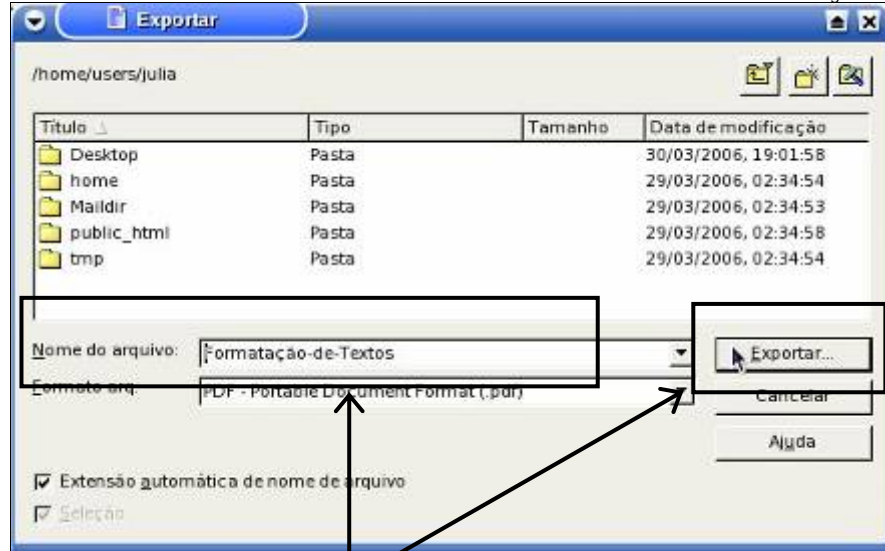 Exportar
/home/users/julia
Título Tipo Tamanho Data de modificação
Desktop Pasta 30/03/2006, 19:01:58
home Pasta 29/03/2006, 02:34:54
Maildir Pasta 29/03/2006, 02:34:53
public_html Pasta 29/03/2006, 02:34:58
tmp Pasta 29/03/2006, 02:34:54
Nome do arquivo: Formatação-de-Textos Exportar...
Formato arq. PDF - Portable Document Format (.pdf) Cancelar
Ajuda
Extensão automática de nome de arquivo
Seleção